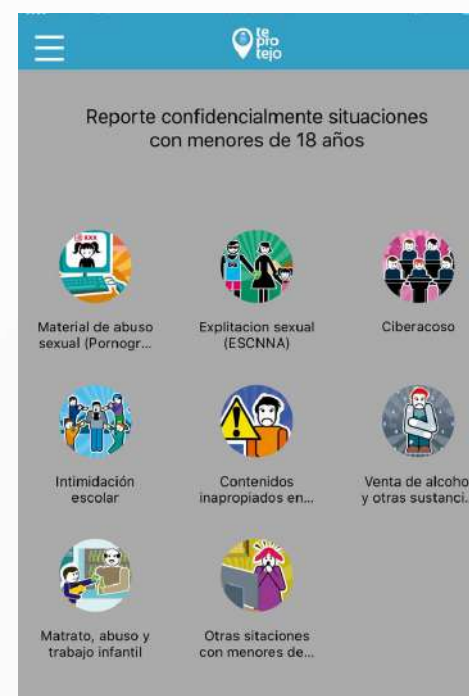 te
pro
tejo
Reporte confidencialmente situaciones
con menores de 18 años
Material de abuso
sexual (Pornogr...
Explitacion sexual
(ESCNNA)
Ciberacoso
Intimidación
escolar
Contenidos
inapropiados en...
Venta de alcoho
y otras sustanci..
Matrato, abuso y
trabajo infantil
Otras sitaciones
con menores de...